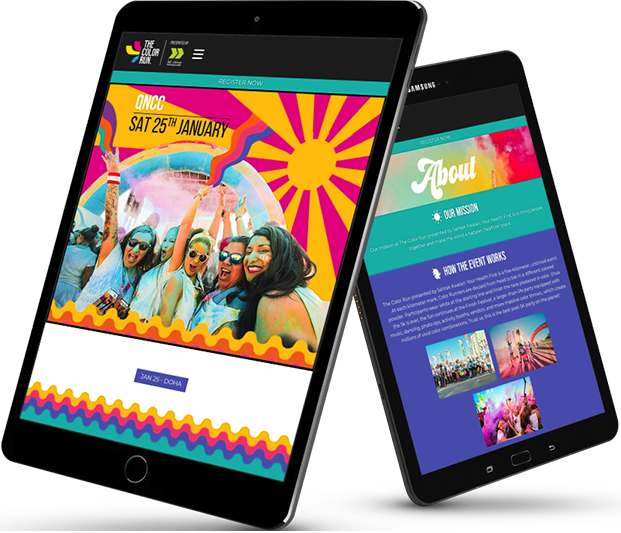 THE
COLOR
RUN.
PRESENTED BY
REGISTER NOW
QNCC
SAT 25TH JANUARY
JAN 25 - DOHA
SAMSUNG
REGISTER NOW
About
OUR MISSION
Our mission at The Color Run presented by Sahtak Awalan: Your Health First is to bring people
together and make the world a happier, healthier place.
HOW THE EVENT WORKS
The Color Run presented by Sahtak Awalan: Your Health First is a five-kilometer, untimed event.
At each kilometer mark, Color Runners are doused from head to toe in a different colored
powder. Participants wear white at the starting line and finish the race plastered in color. Once
the 5k is over, the fun continues at the Finish Festival, a larger than life party equipped with
music, dancing, photo ops, activity booths, vendors, and more massive color throws, which create
millions of vivid color combinations. Trust us, this is the best post-5k party on the planet!